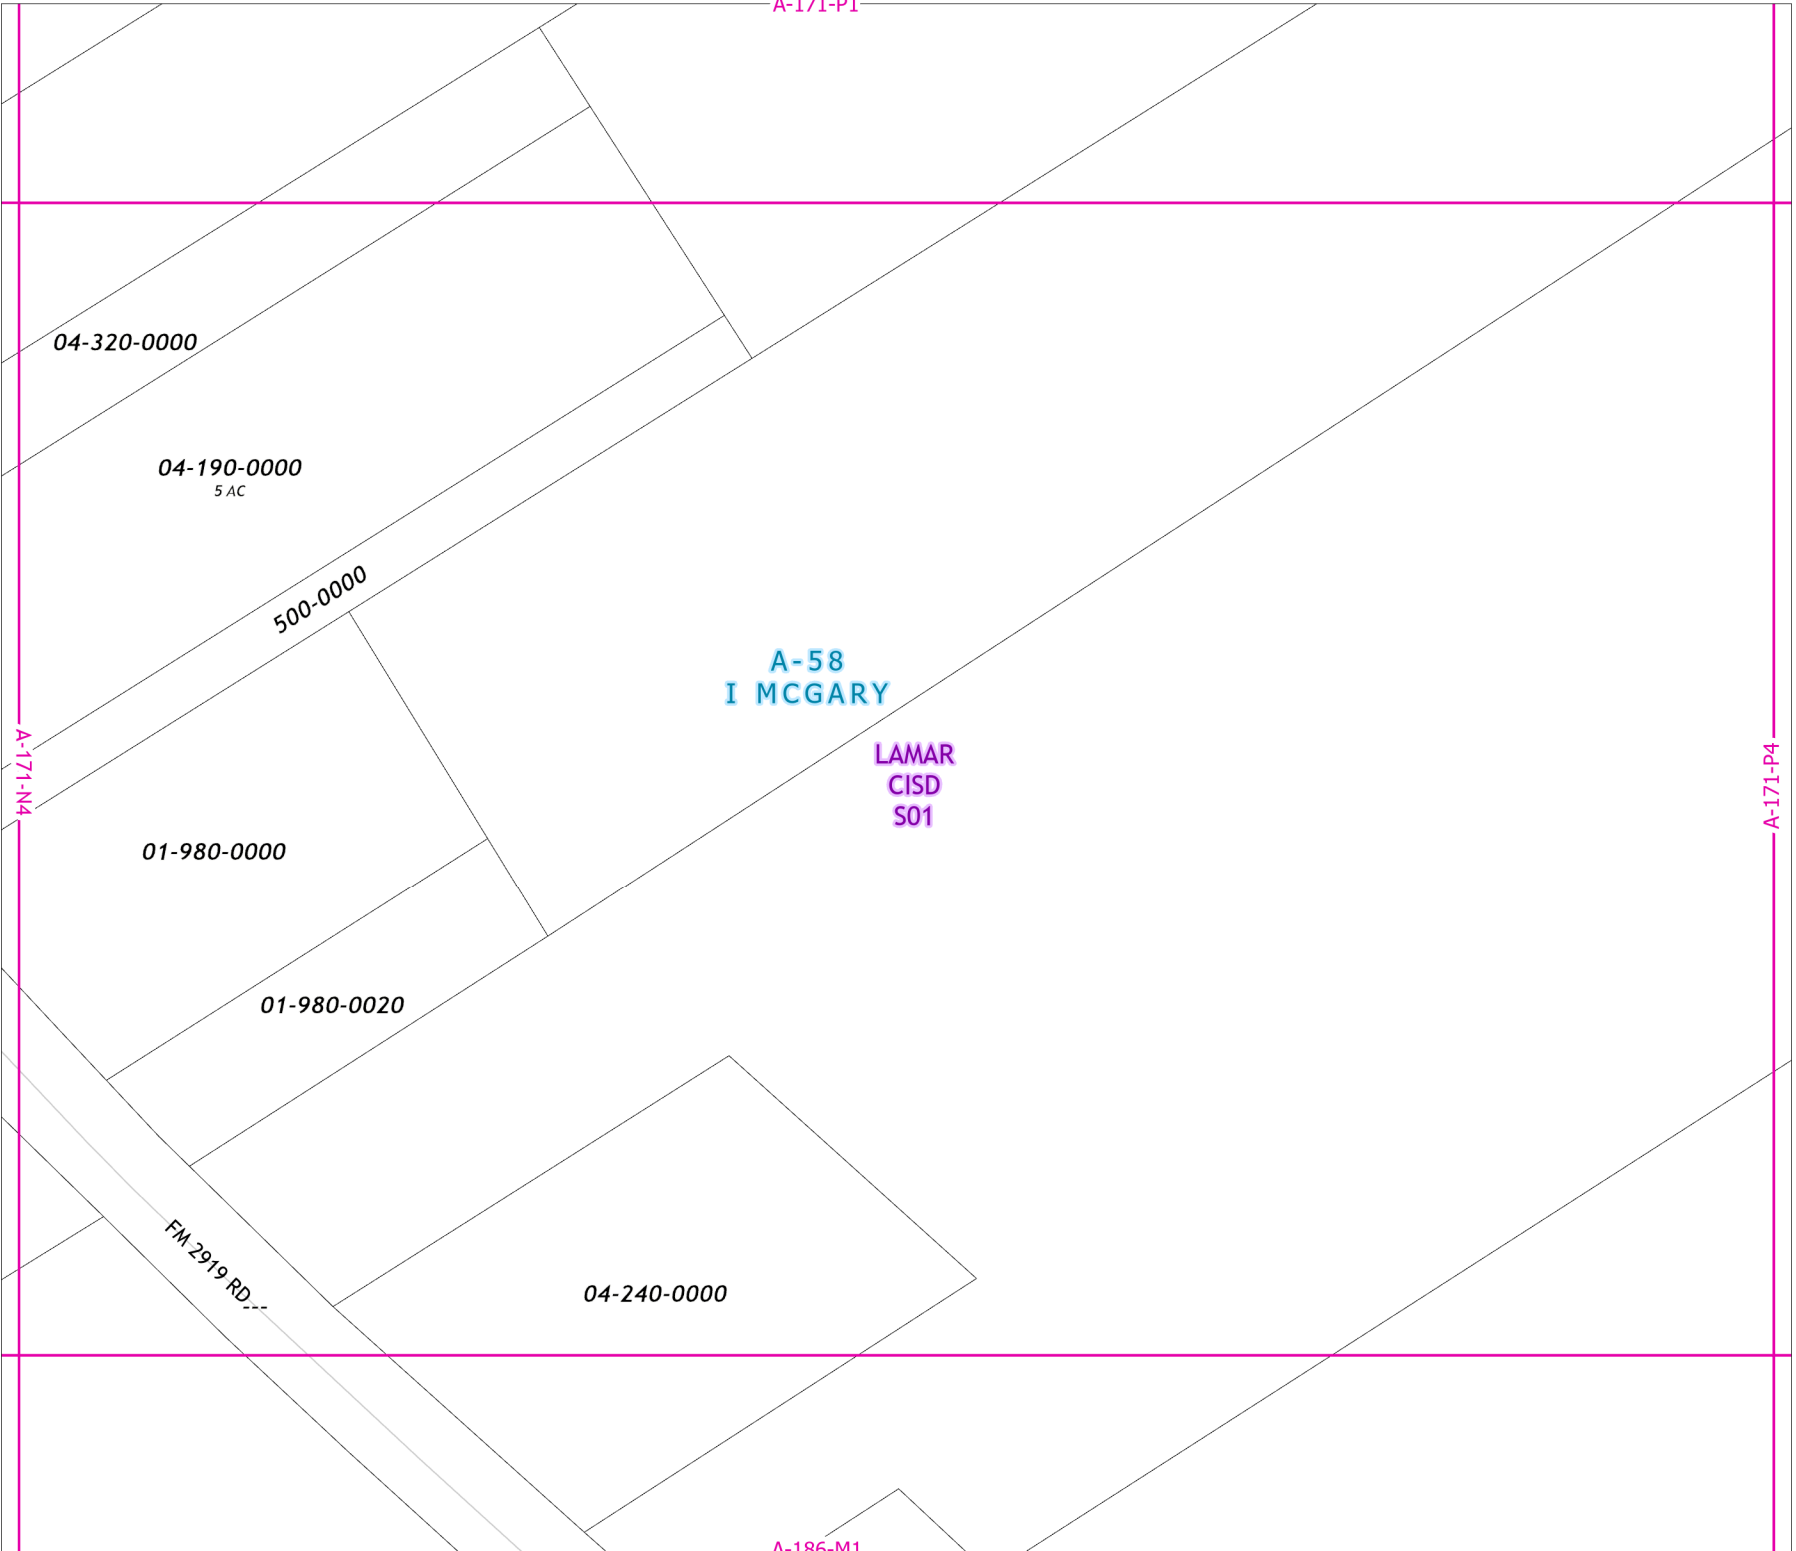 A-171-P1
04-320-0000
04-190-0000
5 AC
500-0000
A-58
I MCGARY
LAMAR
CISD
S01
A-171-N4
A-171-P4
01-980-0000
01-980-0020
FM 2919 RD
---
04-240-0000
A-186-M1